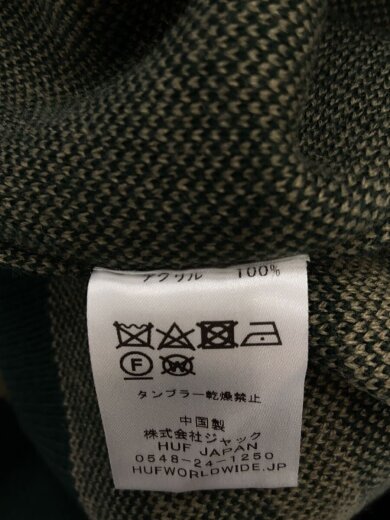 アクリル 100%
F W
タンブラー乾燥禁止
中国製
株式会社ジャック
HUF JAPAN
0548-24-1250
HUFWORLDWIDE.JP